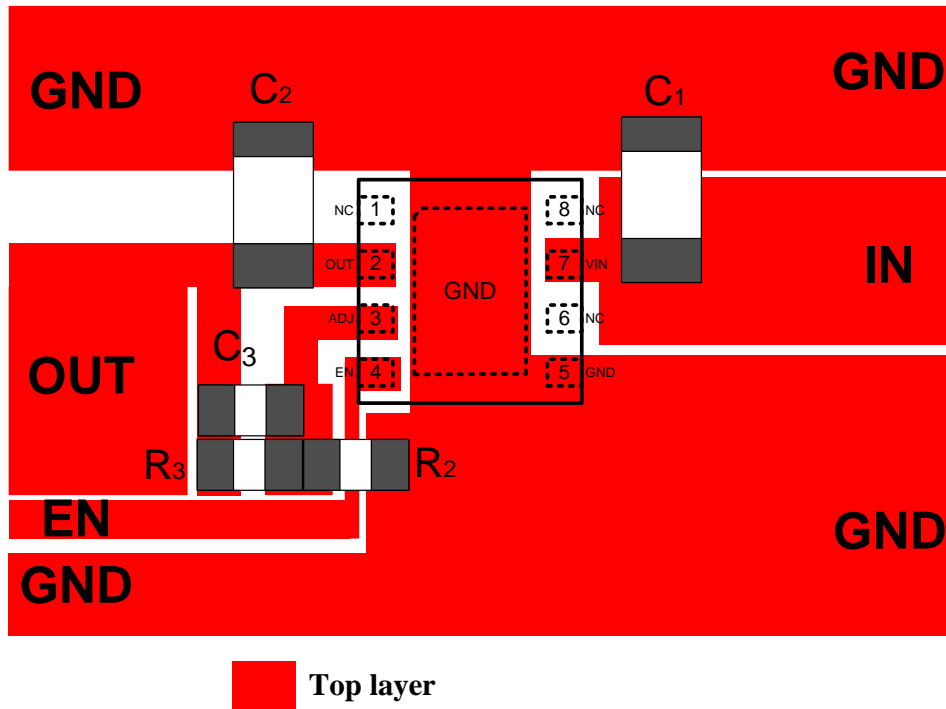 GND
C2
C1
GND
NC 1
8 NC
OUT 2
7 VIN
IN
GND
ADJ 3
6 NC
C3
OUT
EN 4
5 GND
R3
R2
EN
GND
GND
Top layer